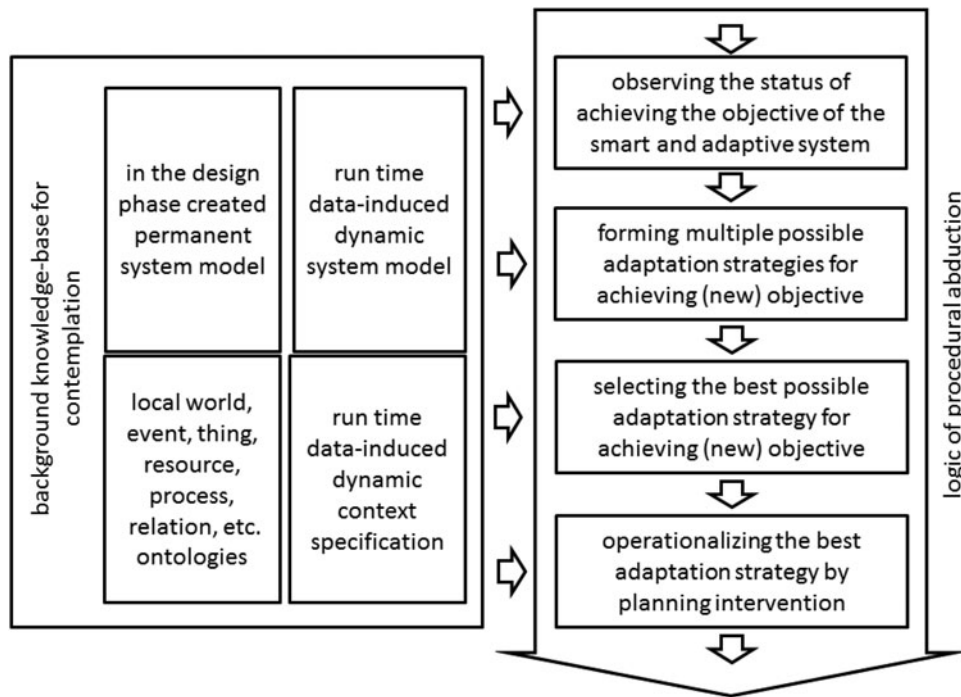 background knowledge-base for
contemplation
in the design
phase created
permanent
system model
run time
data-induced
dynamic
system model
local world,
event, thing,
resource,
process,
relation, etc.
ontologies
run time
data-induced
dynamic
context
specification
observing the status of
achieving the objective of the
smart and adaptive system
forming multiple possible
adaptation strategies for
achieving (new) objective
selecting the best possible
adaptation strategy for
achieving (new) objective
operationalizing the best
adaptation strategy by
planning intervention
logic of procedural abduction